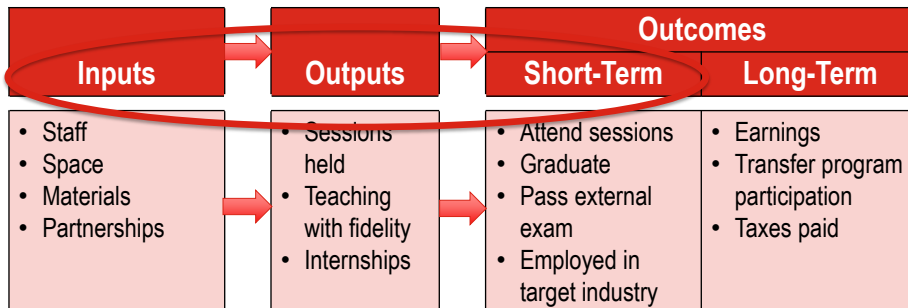 Outcomes
Inputs
Outputs
Short-Term
Long-Term
• Staff
• Space
• Materials
• Partnerships
• Sessions
held
• Teaching
with fidelity
• Internships
• Attend sessions
• Graduate
• Pass external
exam
• Employed in
target industry
• Earnings
• Transfer program
participation
• Taxes paid